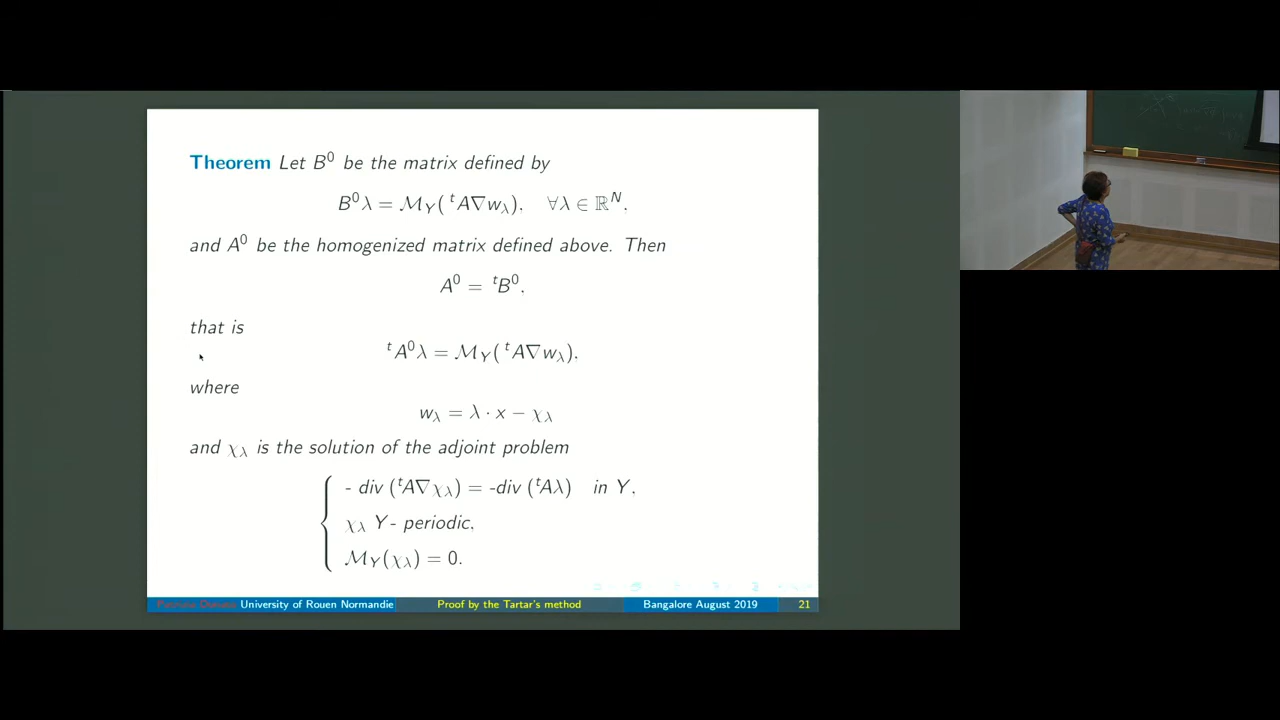 Theorem Let B⁰ be the matrix defined by
B⁰λ = ℳ_Y( ᵗA∇w_λ), ∀λ ∈ ℝᴺ,
and A⁰ be the homogenized matrix defined above. Then
A⁰ = ᵗB⁰,
that is
ᵗA⁰λ = ℳ_Y( ᵗA∇w_λ),
where
w_λ = λ · x − χ_λ
and χ_λ is the solution of the adjoint problem
- div (ᵗA∇χ_λ) = -div (ᵗAλ) in Y,
χ_λ Y- periodic,
ℳ_Y(χ_λ) = 0.
University of Rouen Normandie Proof by the Tartar's method Bangalore August 2019 21